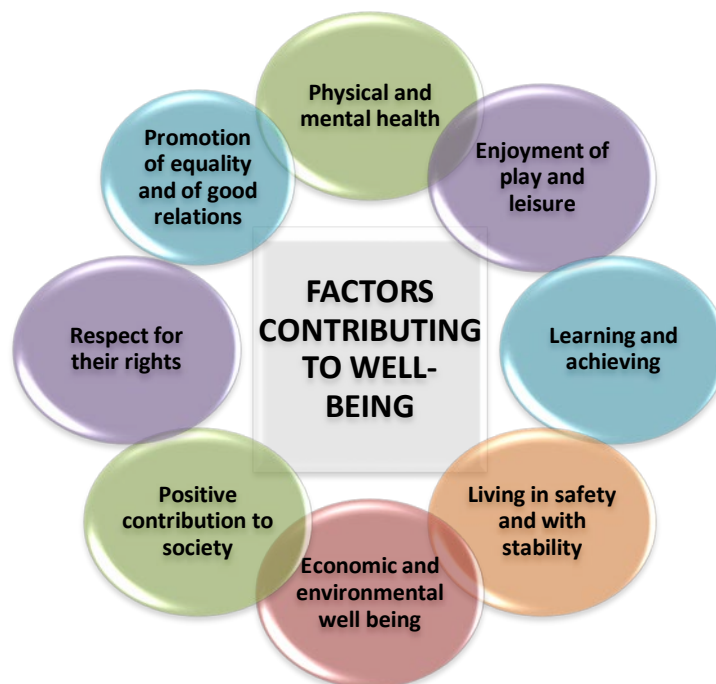 Physical and
mental health
Enjoyment of
play and
leisure
Learning and
achieving
Living in safety
and with
stability
Economic and
environmental
well being
Positive
contribution to
society
Respect for
their rights
Promotion
of equality
and of good
relations
FACTORS
CONTRIBUTING
TO WELL-
BEING